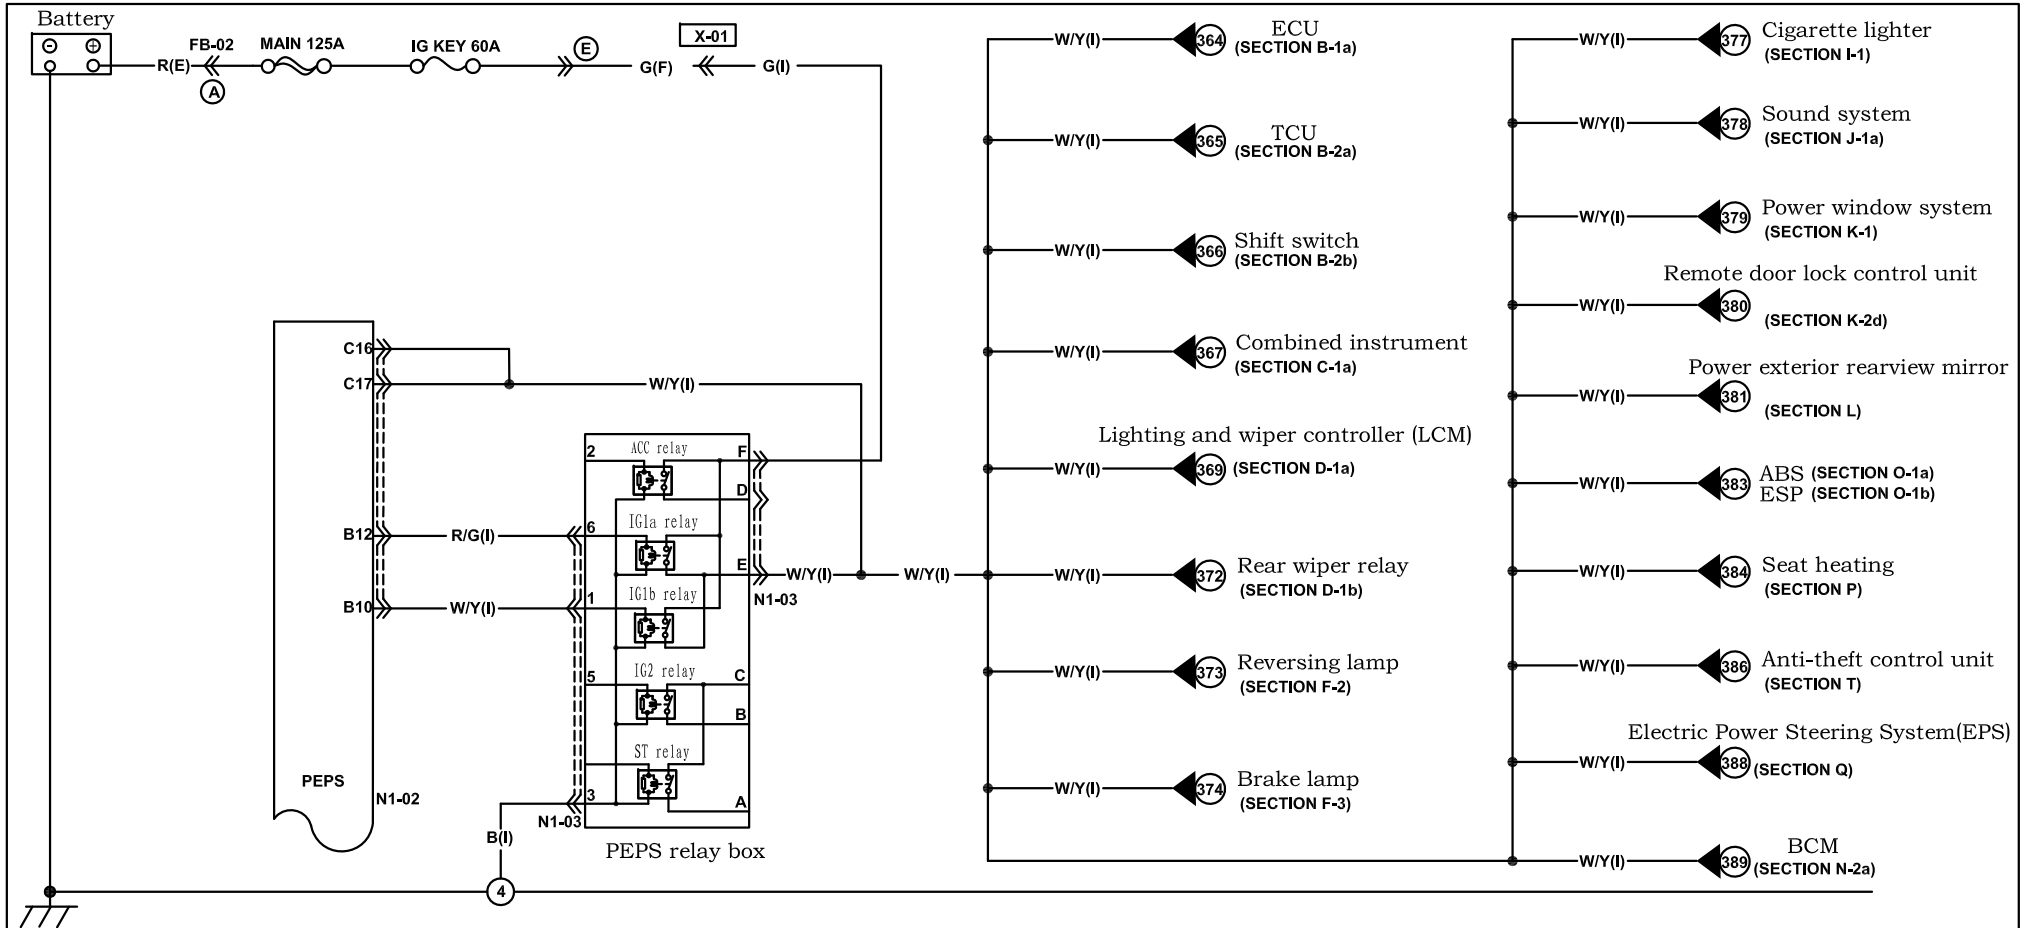 Battery
FB-02
MAIN 125A
IG KEY 60A
E
X-01
R(E)
G(F)
G(I)
A
C16
C17
W/Y(I)
B12
R/G(I)
B10
W/Y(I)
PEPS
N1-02
2
ACC relay
F
D
6
IG1a relay
E
W/Y(I)
W/Y(I)
1
IG1b relay
N1-03
5
IG2 relay
C
B
ST relay
3
A
N1-03
B(I)
PEPS relay box
4
W/Y(I)
364
ECU
(SECTION B-1a)
W/Y(I)
365
TCU
(SECTION B-2a)
W/Y(I)
366
Shift switch
(SECTION B-2b)
W/Y(I)
367
Combined instrument
(SECTION C-1a)
Lighting and wiper controller (LCM)
W/Y(I)
369
(SECTION D-1a)
W/Y(I)
372
Rear wiper relay
(SECTION D-1b)
W/Y(I)
373
Reversing lamp
(SECTION F-2)
W/Y(I)
374
Brake lamp
(SECTION F-3)
W/Y(I)
377
Cigarette lighter
(SECTION I-1)
W/Y(I)
378
Sound system
(SECTION J-1a)
W/Y(I)
379
Power window system
(SECTION K-1)
Remote door lock control unit
W/Y(I)
380
(SECTION K-2d)
Power exterior rearview mirror
W/Y(I)
381
(SECTION L)
W/Y(I)
383
ABS (SECTION O-1a)
ESP (SECTION O-1b)
W/Y(I)
384
Seat heating
(SECTION P)
W/Y(I)
386
Anti-theft control unit
(SECTION T)
Electric Power Steering System(EPS)
W/Y(I)
388
(SECTION Q)
W/Y(I)
389
BCM
(SECTION N-2a)